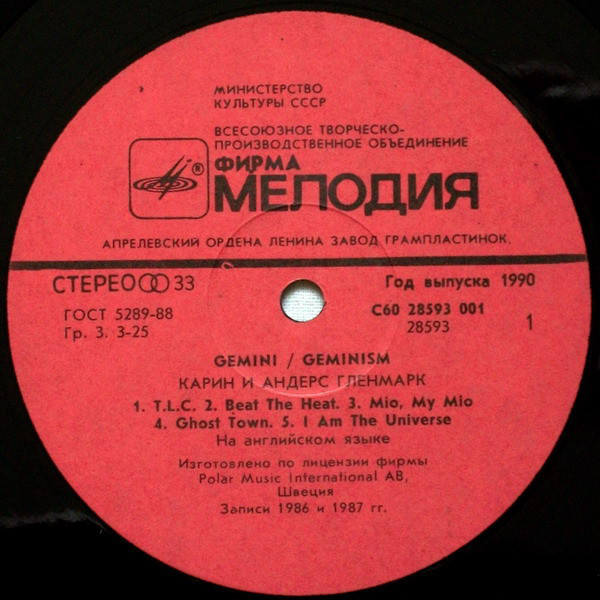 МИНИСТЕРСТВО
КУЛЬТУРЫ СССР
ВСЕСОЮЗНОЕ ТВОРЧЕСКО-
ПРОИЗВОДСТВЕННОЕ ОБЪЕДИНЕНИЕ
ФИРМА
®
МЕЛОДИЯ
АПРЕЛЕВСКИЙ ОРДЕНА ЛЕНИНА ЗАВОД ГРАМПЛАСТИНОК.
СТЕРЕО 33
Год выпуска 1990
ГОСТ 5289-88
С60 28593 001
Гр. 3. 3-25
28593
1
GEMINI / GEMINISM
КАРИН И АНДЕРС ГЛЕНМАРК
1. T.L.C. 2. Beat The Heat. 3. Mio, My Mio
4. Ghost Town. 5. I Am The Universe
На английском языке
Изготовлено по лицензии фирмы
Polar Music International AB,
Швеция
Записи 1986 и 1987 гг.